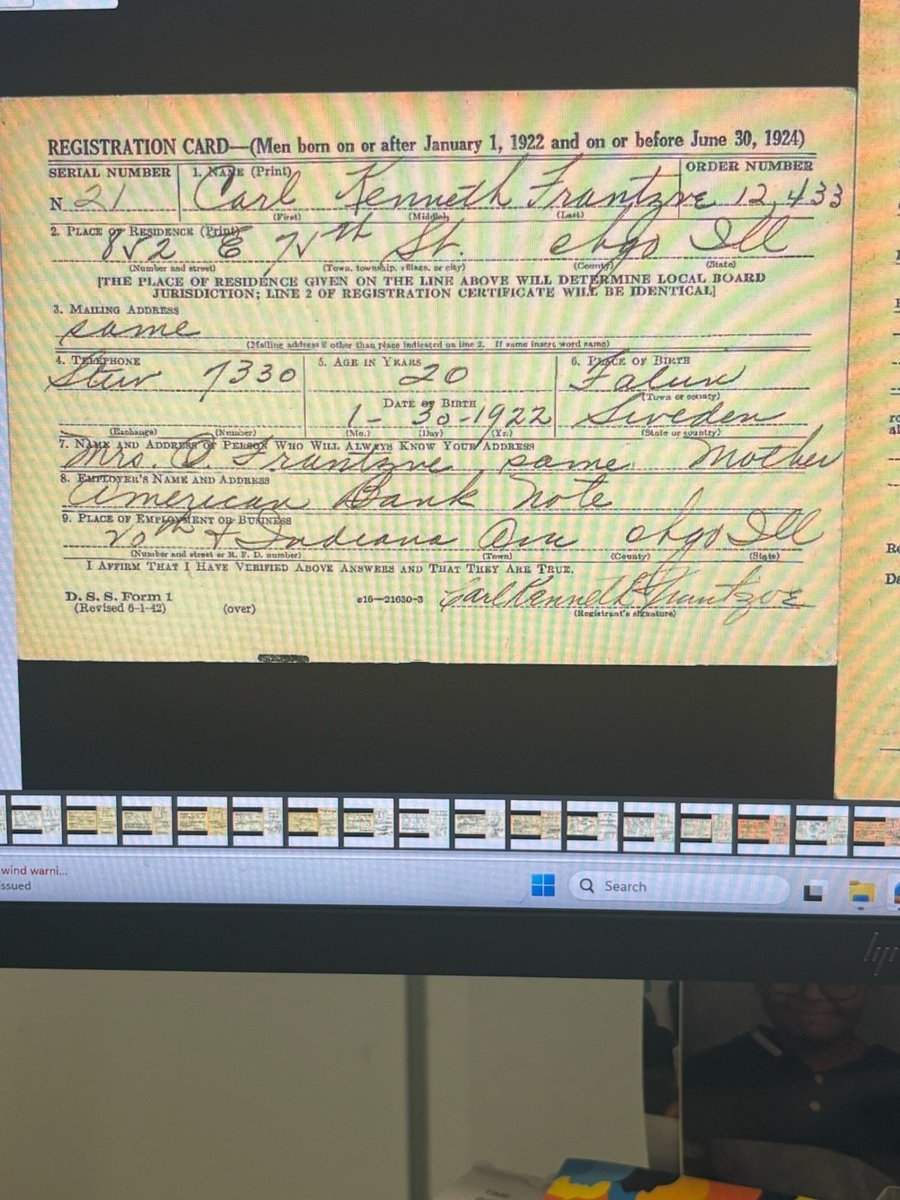 REGISTRATION CARD—(Men born on or after January 1, 1922 and on or before June 30, 1924)
SERIAL NUMBER 1. NAME (Print) ORDER NUMBER
N 21 Carl Kenneth Frantzve 12,433
(First) (Middle) (Last)
2. PLACE OF RESIDENCE (Print)
852 E St. chgo Ill
(Number and street) (Town, township, village, or city) (County) (State)
[THE PLACE OF RESIDENCE GIVEN ON THE LINE ABOVE WILL DETERMINE LOCAL BOARD
JURISDICTION; LINE 2 OF REGISTRATION CERTIFICATE WILL BE IDENTICAL]
3. MAILING ADDRESS
same
(Mailing address if other than place indicated on line 2. If same insert word same)
4. TELEPHONE 5. AGE IN YEARS 6. PLACE OF BIRTH
Stew 7330 20 Falun
(Town or county)
DATE OF BIRTH
1-30-1922 Sweden
(Exchange) (Number) (Mo.) (Day) (Yr.) (State or country)
7. NAME AND ADDRESS OF PERSON WHO WILL ALWAYS KNOW YOUR ADDRESS
Mrs. O. Frantzve same Mother
8. EMPLOYER'S NAME AND ADDRESS
American Bank Note
9. PLACE OF EMPLOYMENT OR BUSINESS
20th & Indiana Ave chgo Ill
(Number and street or R. F. D. number) (Town) (County) (State)
I AFFIRM THAT I HAVE VERIFIED ABOVE ANSWERS AND THAT THEY ARE TRUE.
D. S. S. Form 1
(Revised 6-1-42) (over) c16—21630-3 Carl Kenneth Frantzve
(Registrant's signature)
wind warni...
ssued
Search
hp